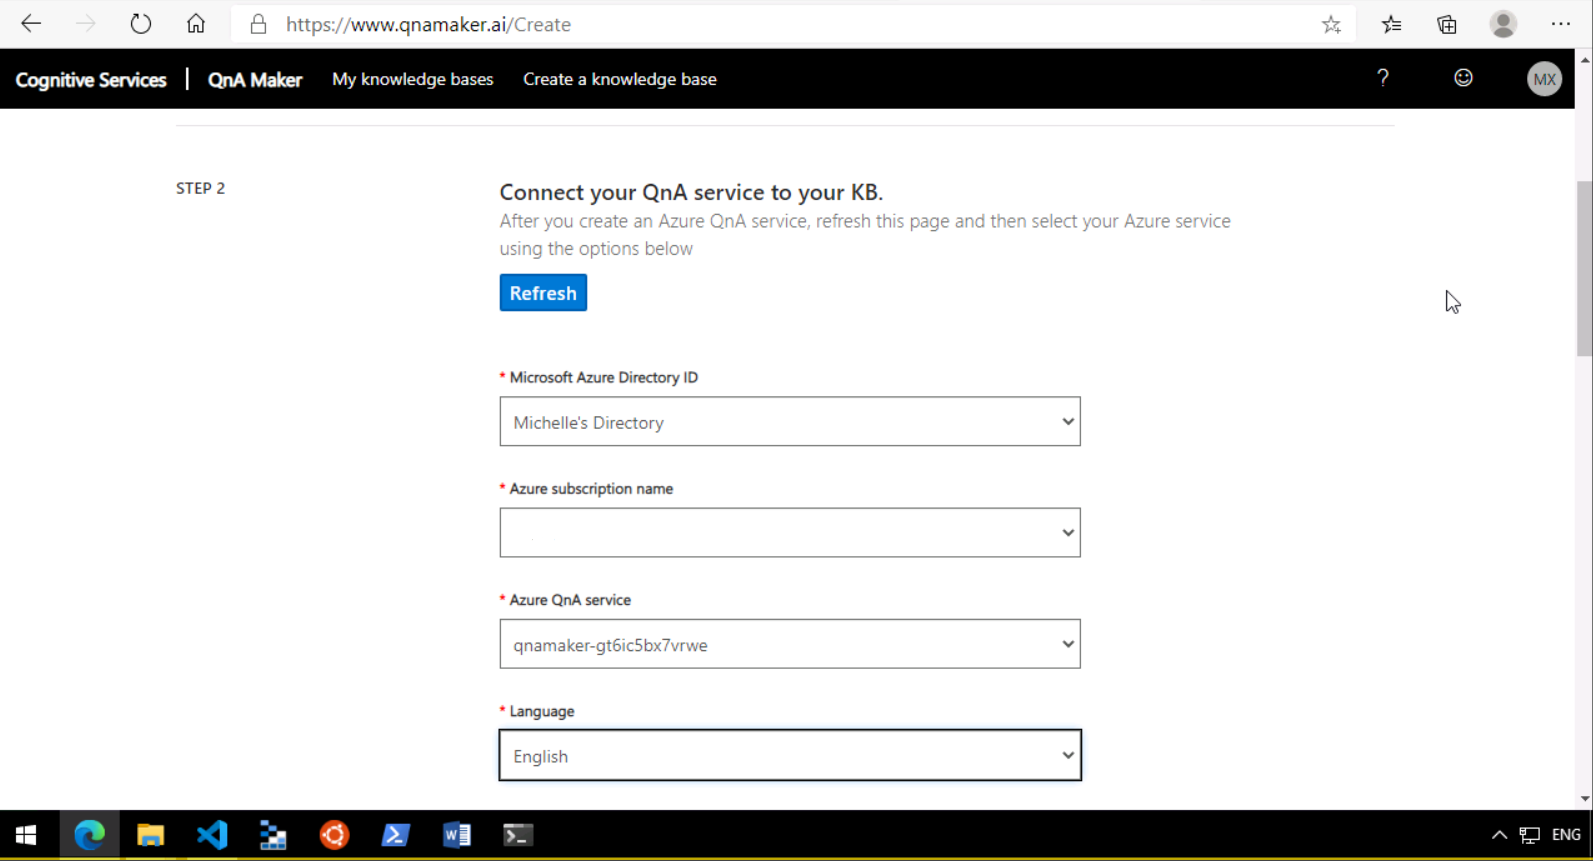 https://www.qnamaker.ai/Create
Cognitive Services | QnA Maker My knowledge bases Create a knowledge base ? MX
STEP 2
Connect your QnA service to your KB.
After you create an Azure QnA service, refresh this page and then select your Azure service
using the options below
Refresh
* Microsoft Azure Directory ID
Michelle's Directory
* Azure subscription name
* Azure QnA service
qnamaker-gt6ic5bx7vrwe
* Language
English
ENG